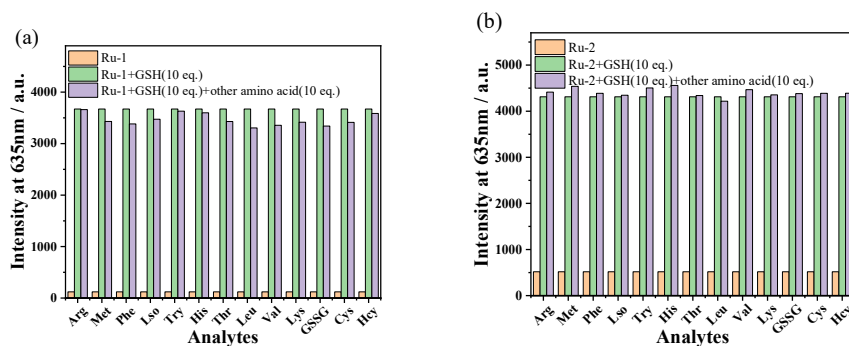 (a)
Ru-1
Ru-1+GSH(10 eq.)
Ru-1+GSH(10 eq.)+other amino acid(10 eq.)
Intensity at 635nm / a.u.
4000
3000
2000
1000
0
Arg Met Phe Lso Try His Thr Leu Val Lys GSSG Cys Hcy
Analytes
(b)
Ru-2
Ru-2+GSH(10 eq.)
Ru-2+GSH(10 eq.)+other amino acid(10 eq.)
Intensity at 635nm / a.u.
5000
4000
3000
2000
1000
0
Arg Met Phe Lso Try His Thr Leu Val Lys GSSG Cys Hcy
Analytes